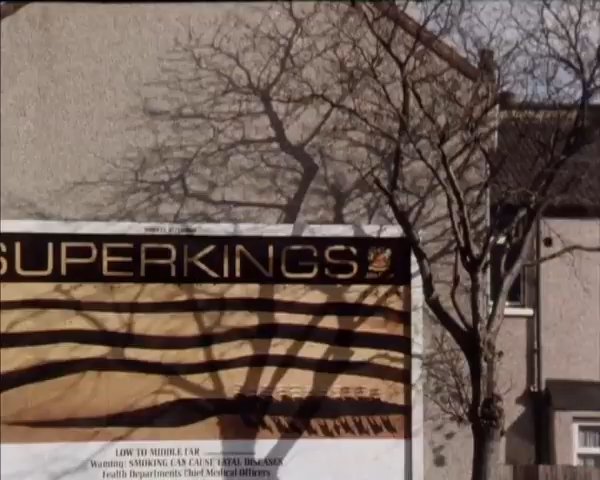 SUPERKINGS
LOW TO MIDDLE TAR
Warning: SMOKING CAN CAUSE FATAL DISEASES
Health Departments' Chief Medical Officers